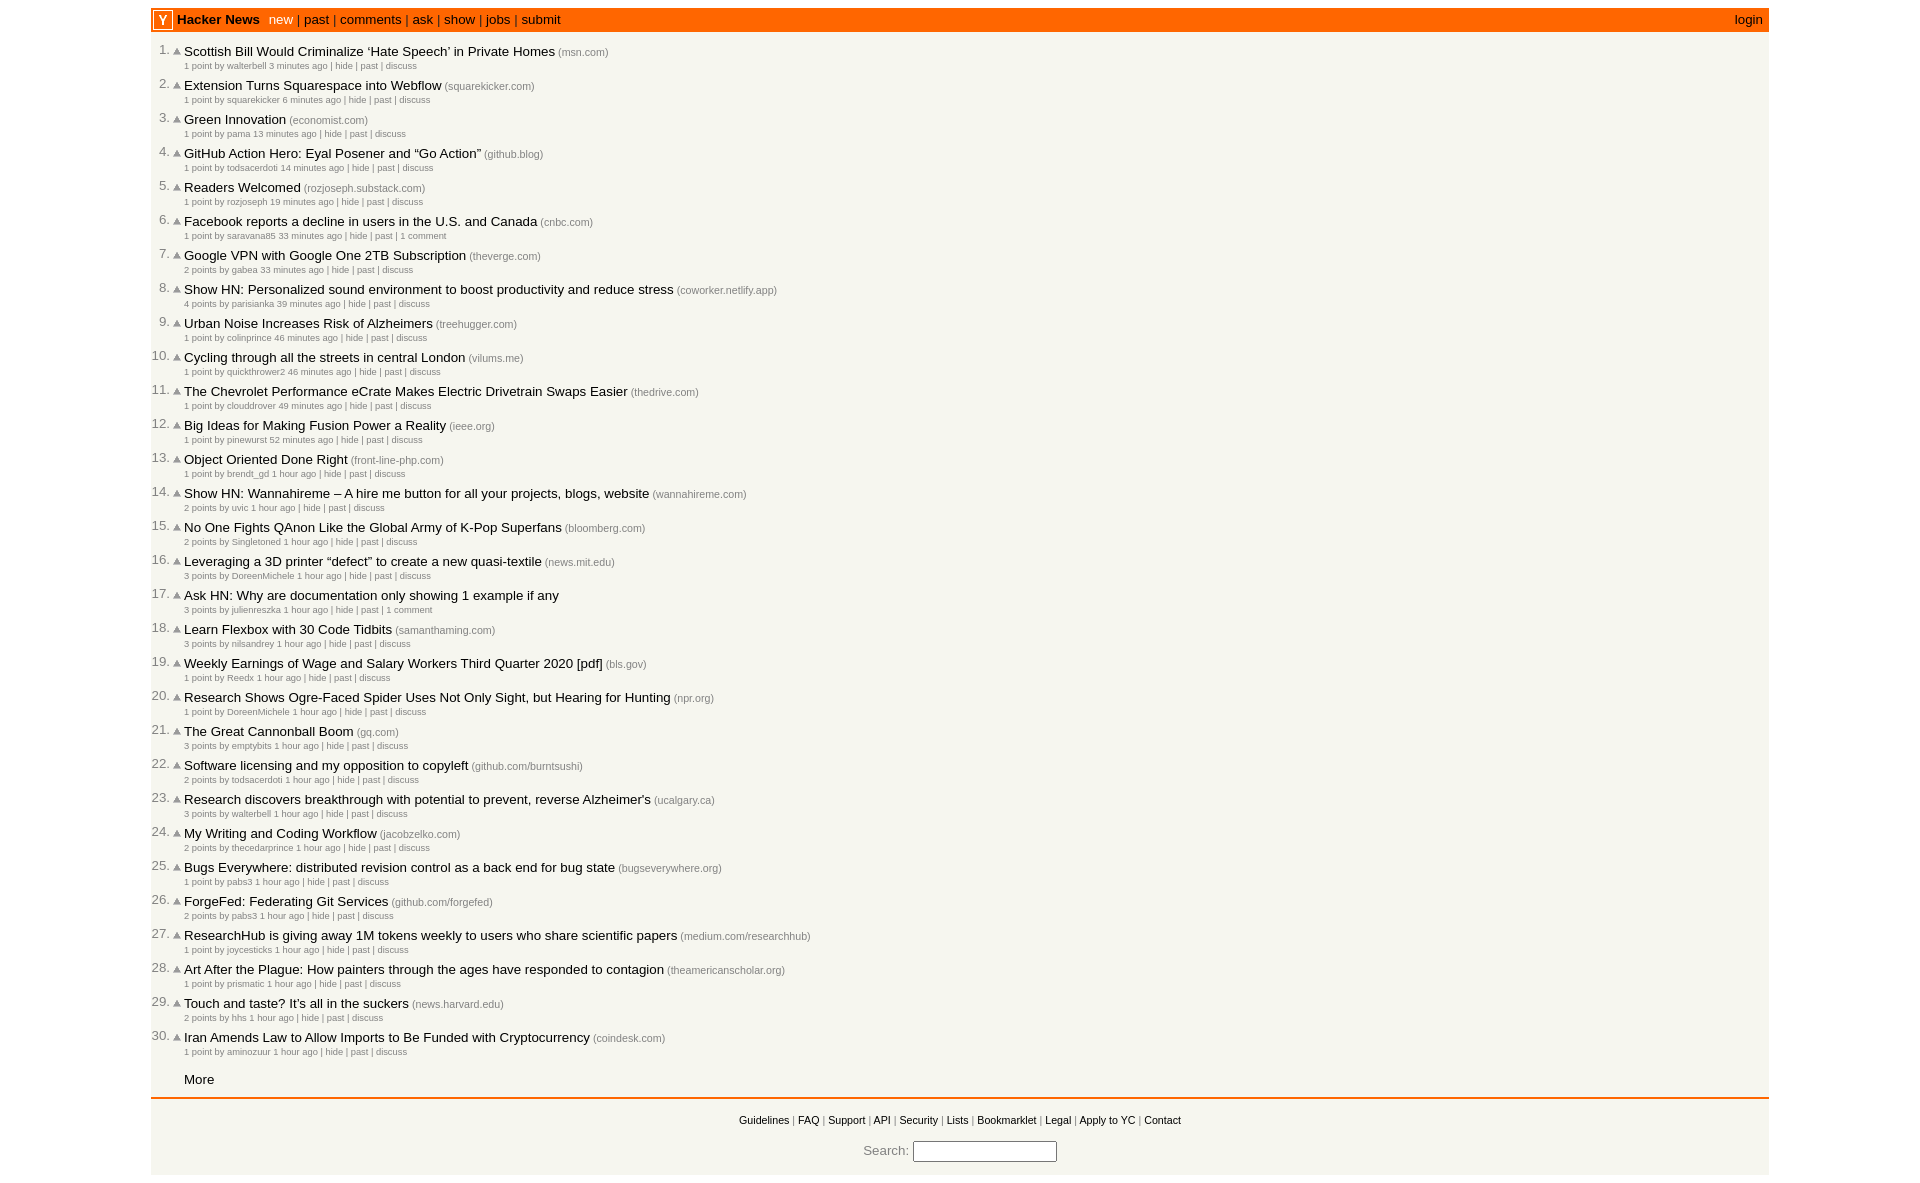 Y Hacker News new | past | comments | ask | show | jobs | submit login
1. Scottish Bill Would Criminalize ‘Hate Speech’ in Private Homes (msn.com)
1 point by walterbell 3 minutes ago | hide | past | discuss
2. Extension Turns Squarespace into Webflow (squarekicker.com)
1 point by squarekicker 6 minutes ago | hide | past | discuss
3. Green Innovation (economist.com)
1 point by pama 13 minutes ago | hide | past | discuss
4. GitHub Action Hero: Eyal Posener and “Go Action” (github.blog)
1 point by todsacerdoti 14 minutes ago | hide | past | discuss
5. Readers Welcomed (rozjoseph.substack.com)
1 point by rozjoseph 19 minutes ago | hide | past | discuss
6. Facebook reports a decline in users in the U.S. and Canada (cnbc.com)
1 point by saravana85 33 minutes ago | hide | past | 1 comment
7. Google VPN with Google One 2TB Subscription (theverge.com)
2 points by gabea 33 minutes ago | hide | past | discuss
8. Show HN: Personalized sound environment to boost productivity and reduce stress (coworker.netlify.app)
4 points by parisianka 39 minutes ago | hide | past | discuss
9. Urban Noise Increases Risk of Alzheimers (treehugger.com)
1 point by colinprince 46 minutes ago | hide | past | discuss
10. Cycling through all the streets in central London (vilums.me)
1 point by quickthrower2 46 minutes ago | hide | past | discuss
11. The Chevrolet Performance eCrate Makes Electric Drivetrain Swaps Easier (thedrive.com)
1 point by clouddrover 49 minutes ago | hide | past | discuss
12. Big Ideas for Making Fusion Power a Reality (ieee.org)
1 point by pinewurst 52 minutes ago | hide | past | discuss
13. Object Oriented Done Right (front-line-php.com)
1 point by brendt_gd 1 hour ago | hide | past | discuss
14. Show HN: Wannahireme – A hire me button for all your projects, blogs, website (wannahireme.com)
2 points by uvic 1 hour ago | hide | past | discuss
15. No One Fights QAnon Like the Global Army of K-Pop Superfans (bloomberg.com)
2 points by Singletoned 1 hour ago | hide | past | discuss
16. Leveraging a 3D printer “defect” to create a new quasi-textile (news.mit.edu)
3 points by DoreenMichele 1 hour ago | hide | past | discuss
17. Ask HN: Why are documentation only showing 1 example if any
3 points by julienreszka 1 hour ago | hide | past | 1 comment
18. Learn Flexbox with 30 Code Tidbits (samanthaming.com)
3 points by nilsandrey 1 hour ago | hide | past | discuss
19. Weekly Earnings of Wage and Salary Workers Third Quarter 2020 [pdf] (bls.gov)
1 point by Reedx 1 hour ago | hide | past | discuss
20. Research Shows Ogre-Faced Spider Uses Not Only Sight, but Hearing for Hunting (npr.org)
1 point by DoreenMichele 1 hour ago | hide | past | discuss
21. The Great Cannonball Boom (gq.com)
3 points by emptybits 1 hour ago | hide | past | discuss
22. Software licensing and my opposition to copyleft (github.com/burntsushi)
2 points by todsacerdoti 1 hour ago | hide | past | discuss
23. Research discovers breakthrough with potential to prevent, reverse Alzheimer's (ucalgary.ca)
3 points by walterbell 1 hour ago | hide | past | discuss
24. My Writing and Coding Workflow (jacobzelko.com)
2 points by thecedarprince 1 hour ago | hide | past | discuss
25. Bugs Everywhere: distributed revision control as a back end for bug state (bugseverywhere.org)
1 point by pabs3 1 hour ago | hide | past | discuss
26. ForgeFed: Federating Git Services (github.com/forgefed)
2 points by pabs3 1 hour ago | hide | past | discuss
27. ResearchHub is giving away 1M tokens weekly to users who share scientific papers (medium.com/researchhub)
1 point by joycesticks 1 hour ago | hide | past | discuss
28. Art After the Plague: How painters through the ages have responded to contagion (theamericanscholar.org)
1 point by prismatic 1 hour ago | hide | past | discuss
29. Touch and taste? It’s all in the suckers (news.harvard.edu)
2 points by hhs 1 hour ago | hide | past | discuss
30. Iran Amends Law to Allow Imports to Be Funded with Cryptocurrency (coindesk.com)
1 point by aminozuur 1 hour ago | hide | past | discuss
More
Guidelines | FAQ | Support | API | Security | Lists | Bookmarklet | Legal | Apply to YC | Contact
Search: